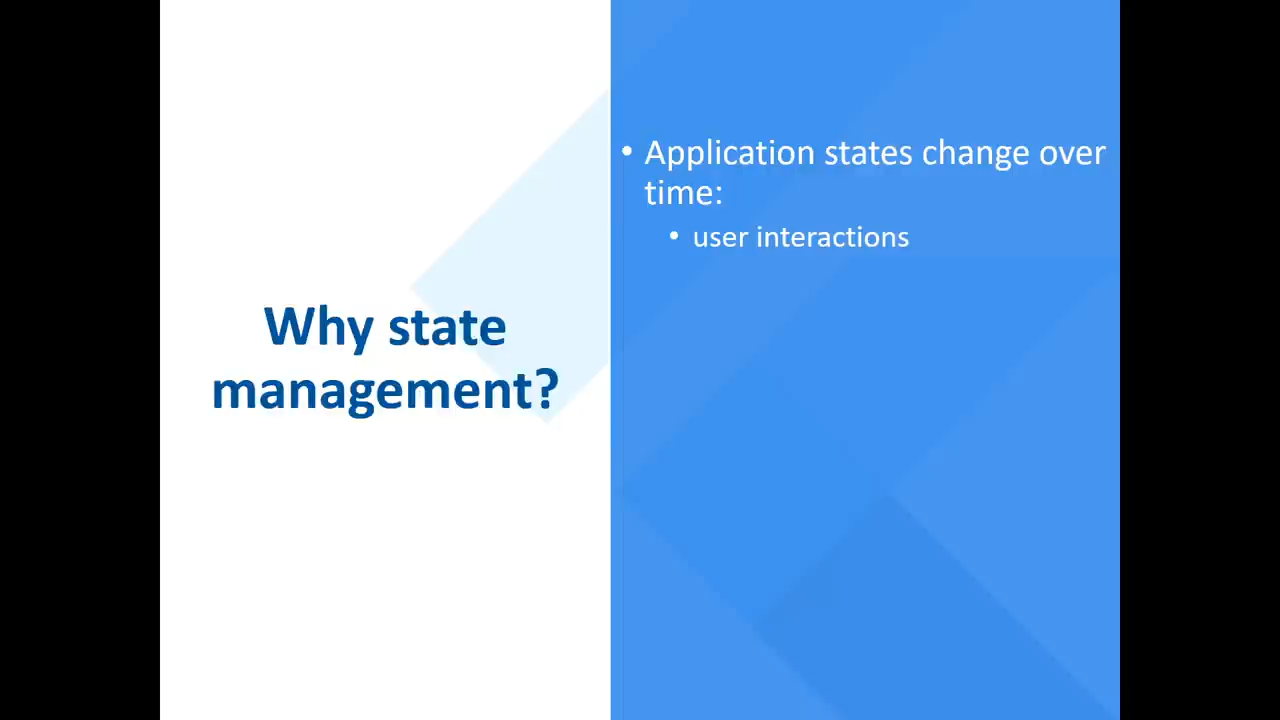 Why state
management?
• Application states change over
time:
• user interactions